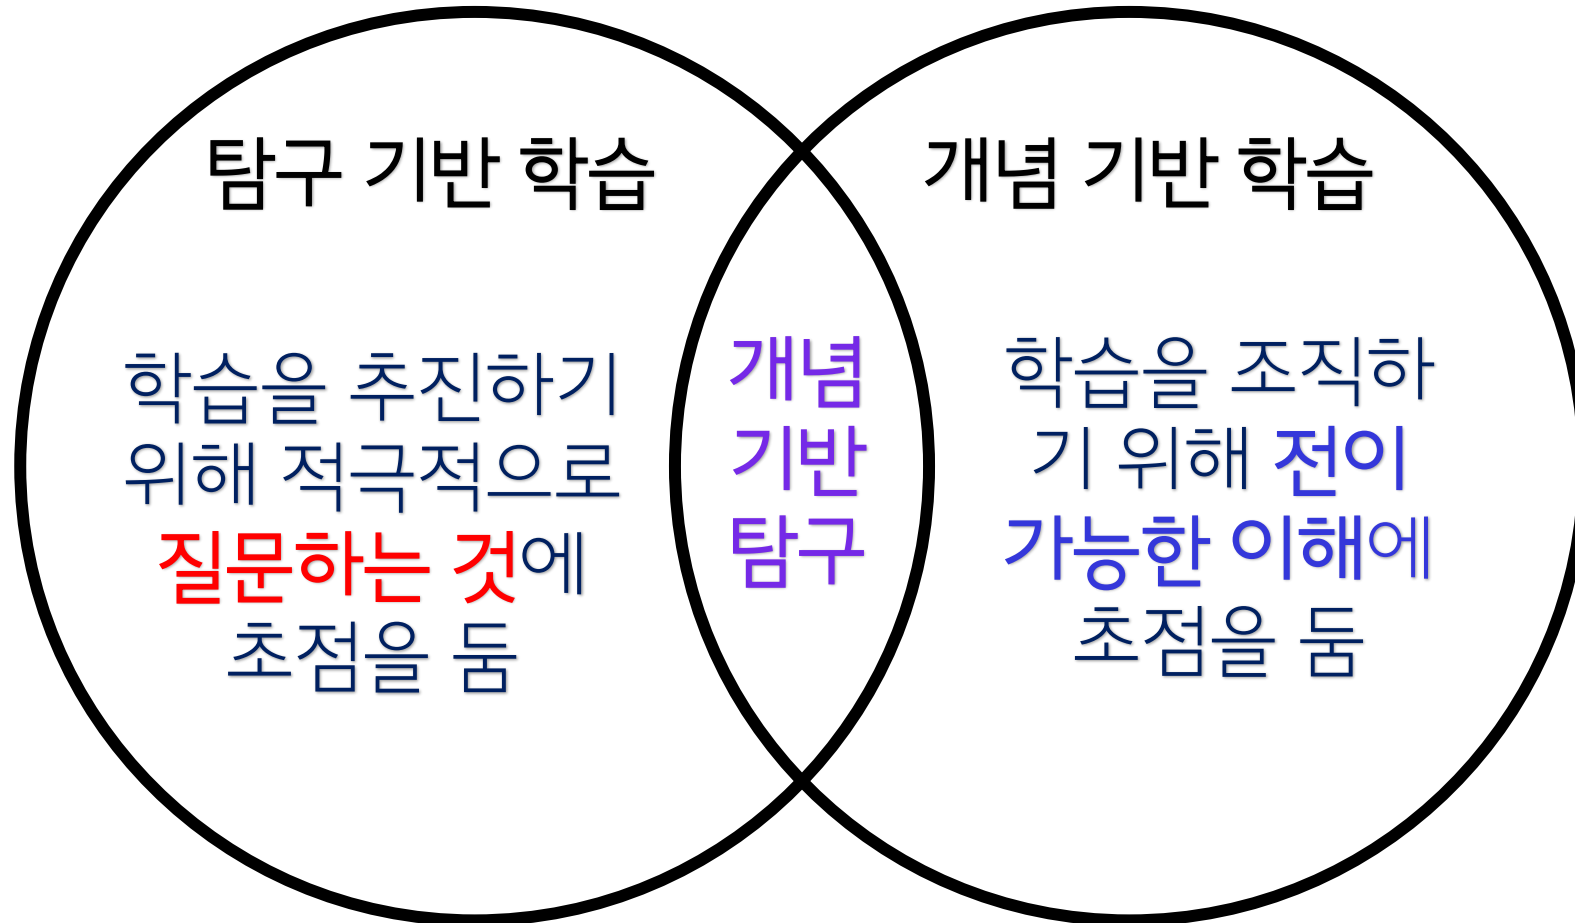 탐구 기반 학습
학습을 추진하기
위해 적극적으로
질문하는 것에
초점을 둠
개념
기반
탐구
개념 기반 학습
학습을 조직하
기 위해 전이
가능한 이해에
초점을 둠